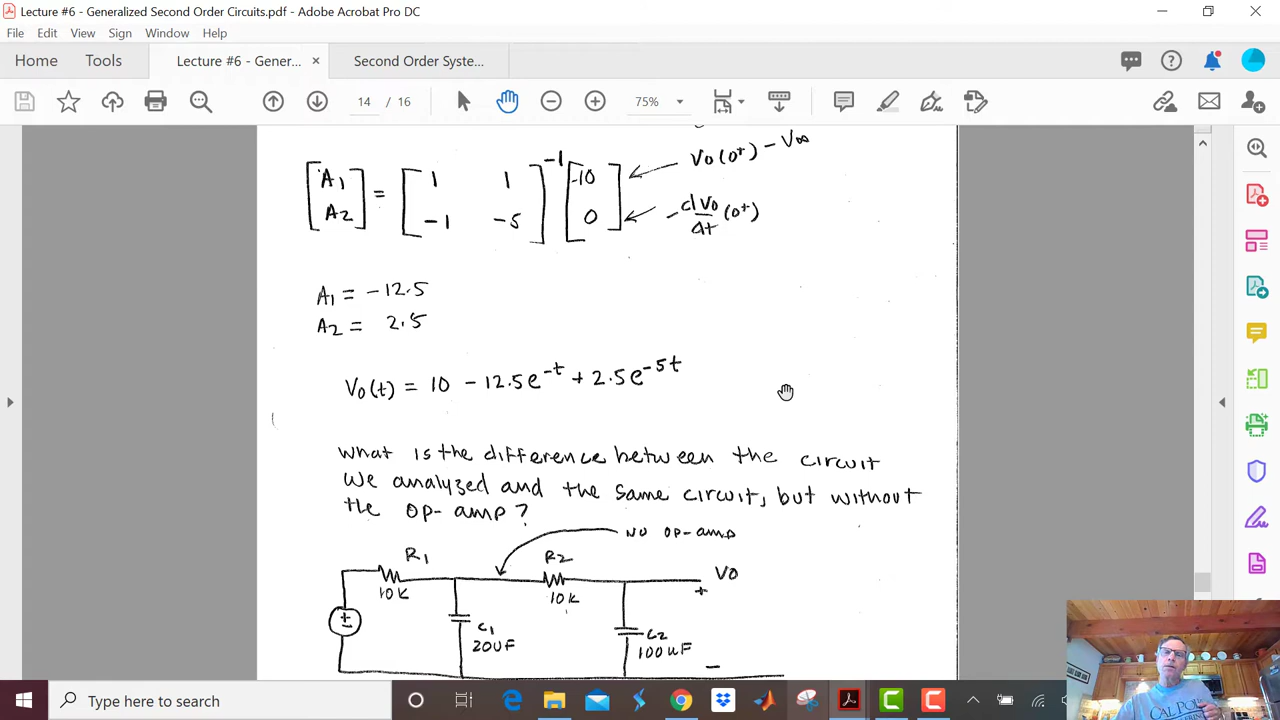 Lecture #6 - Generalized Second Order Circuits.pdf - Adobe Acrobat Pro DC
File Edit View Sign Window Help
Home Tools Lecture #6 - Gener... × Second Order Syste...
14 / 16 75%
Vo(0+) - V∞
[A1 A2] = [1 1 -1 -5]^-1 [-10 0]
-dVo/dt (0+)
A1 = -12.5
A2 = 2.5
Vo(t) = 10 - 12.5e^-t + 2.5e^-5t
What is the difference between the circuit
we analyzed and the same circuit, but without
the op-amp?
NO op-amp
R1 R2
10K 10K
VO
+
C1
20uF
C2
100uF
-
Type here to search
CAL POLY